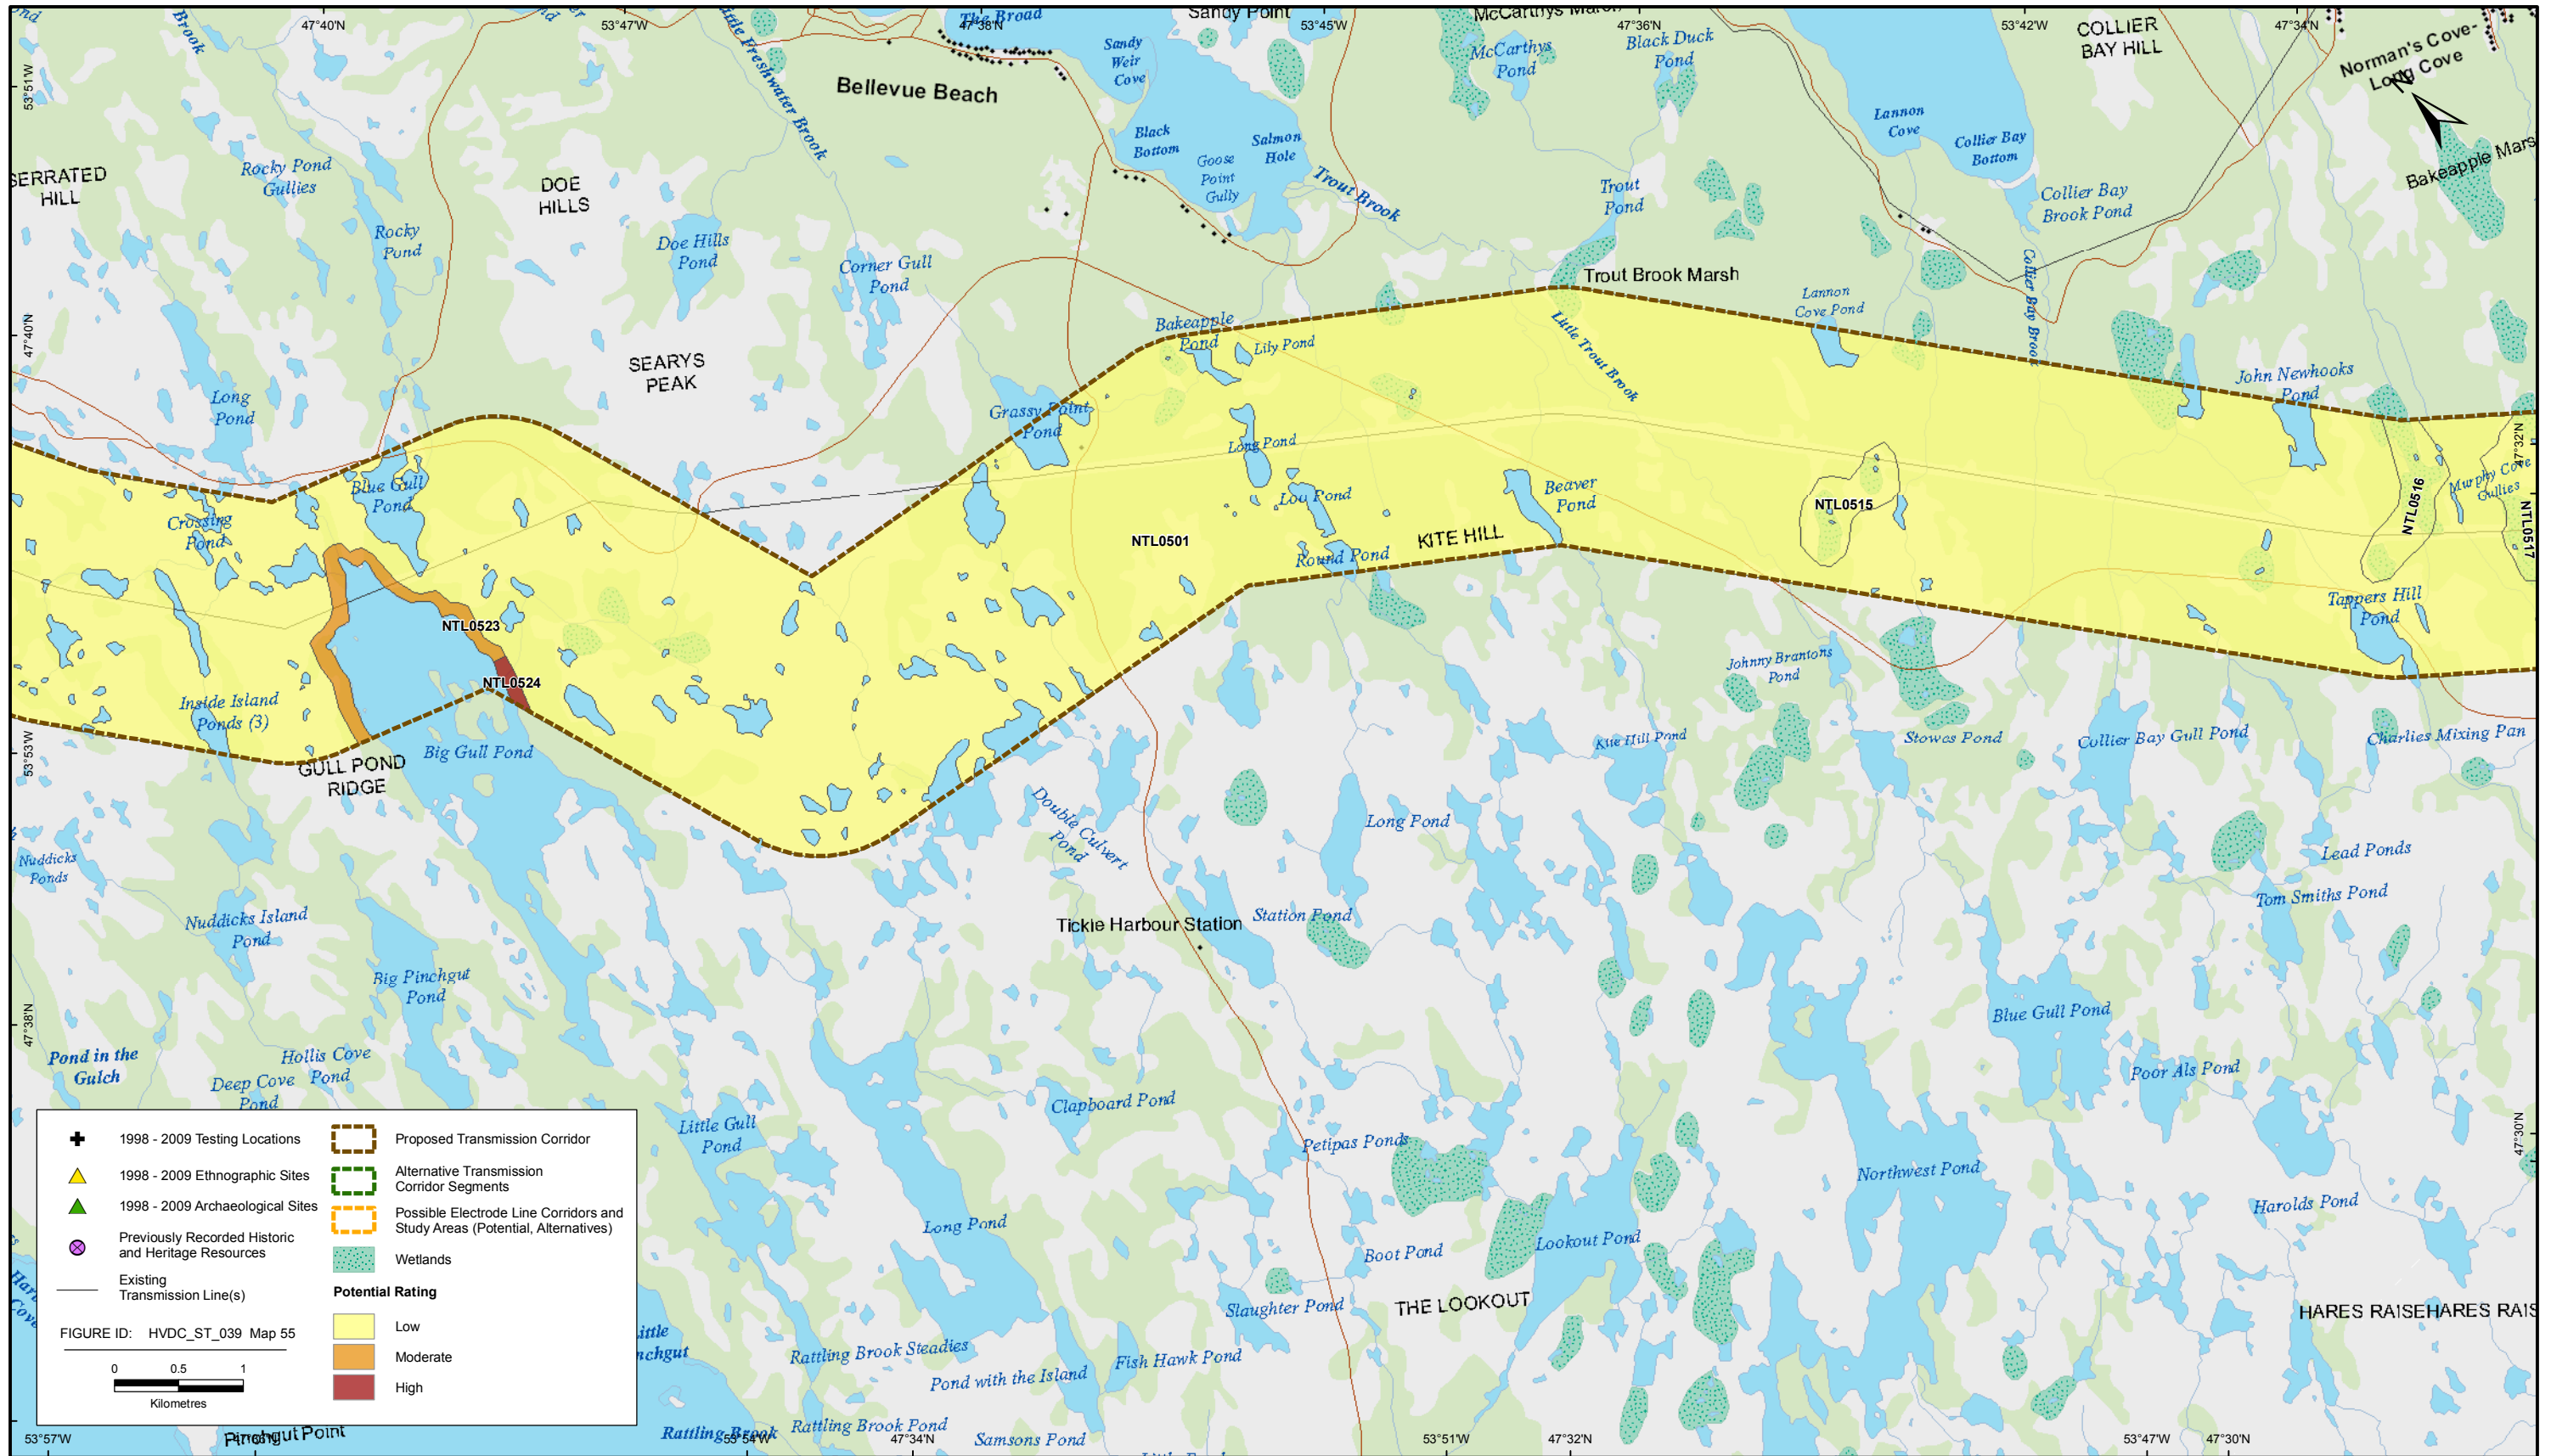 47°40'N
53°47'W
47°38'N
53°45'W
47°36'N
53°42'W
47°34'N
Brook
Little Freshwater Brook
The Broad
Sandy Point
McCarthys Marsh
COLLIER
BAY HILL
Norman's Cove-
Long Cove
N
Bakeapple Mars
53°51'W
Sandy
Weir
Cove
McCarthys
Pond
Black Duck
Pond
Bellevue Beach
Lannon
Cove
Collier Bay
Bottom
Black
Bottom
Salmon
Hole
Goose
Point
Gully
Trout Brook
SERRATED
HILL
Rocky Pond
Gullies
DOE
HILLS
Trout
Pond
Collier Bay
Brook Pond
Rocky
Pond
Doe Hills
Pond
Corner Gull
Pond
Trout Brook Marsh
Collier Bay Brook
Lannon
Cove Pond
47°40'N
Bakeapple
Pond
Lily Pond
Little Trout Brook
SEARYS
PEAK
John Newhooks
Pond
Long
Pond
Grassy Point
Pond
Long Pond
47°32'N
Blue Gull
Pond
Crossing
Pond
Lou Pond
Beaver
Pond
NTL0515
NTL0516
Murphy Cove
Gullies
NTL0517
NTL0501
KITE HILL
Round Pond
Tappers Hill
Pond
NTL0523
NTL0524
Johnny Brantons
Pond
Inside Island
Ponds (3)
53°53'W
Big Gull Pond
GULL POND
RIDGE
Kite Hill Pond
Stowes Pond
Collier Bay Gull Pond
Charlies Mixing Pan
Double Culvert
Pond
Long Pond
Nuddicks
Ponds
Lead Ponds
Tom Smiths Pond
Nuddicks Island
Pond
Tickle Harbour Station
Station Pond
Big Pinchgut
Pond
47°38'N
Blue Gull Pond
Pond in the
Gulch
Hollis Cove
Pond
Deep Cove
Pond
Poor Als Pond
Clapboard Pond
Little Gull
Pond
Petipas Ponds
47°30'N
Northwest Pond
Harolds Pond
Long Pond
Boot Pond
Lookout Pond
Slaughter Pond
THE LOOKOUT
HARES RAISEHARES RAIS
Rattling Brook Steadies
Fish Hawk Pond
Pond with the Island
Rattling Brook
Rattling Brook Pond
Samsons Pond
Pinchgut Point
1998 - 2009 Testing Locations
1998 - 2009 Ethnographic Sites
1998 - 2009 Archaeological Sites
Previously Recorded Historic
and Heritage Resources
Existing
Transmission Line(s)
FIGURE ID: HVDC_ST_039 Map 55
0 0.5 1
Kilometres
Proposed Transmission Corridor
Alternative Transmission
Corridor Segments
Possible Electrode Line Corridors and
Study Areas (Potential, Alternatives)
Wetlands
Potential Rating
Low
Moderate
High
53°57'W
53°54'W
47°34'N
53°51'W
47°32'N
53°47'W
47°30'N